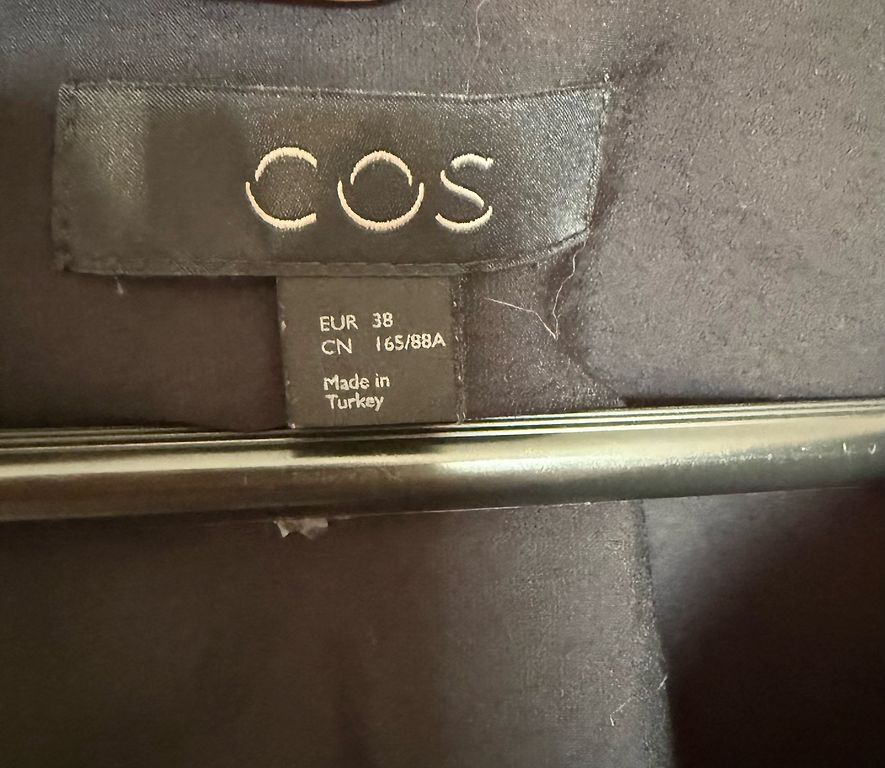 COS
EUR 38
CN 165/88A
Made in
Turkey